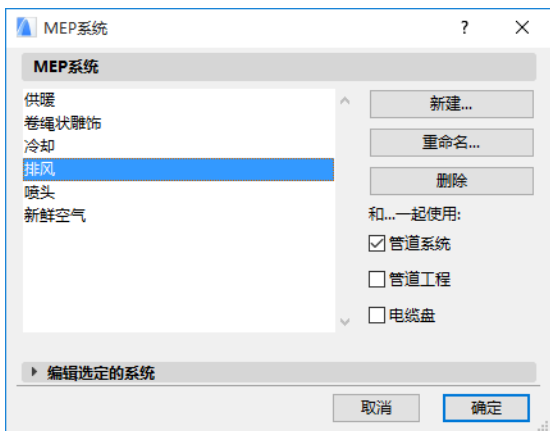 MEP系统
?
MEP系统
供暖
卷绳状雕饰
冷却
排风
喷头
新鲜空气
新建...
重命名...
删除
和...一起使用:
管道系统
管道工程
电缆盘
编辑选定的系统
取消
确定